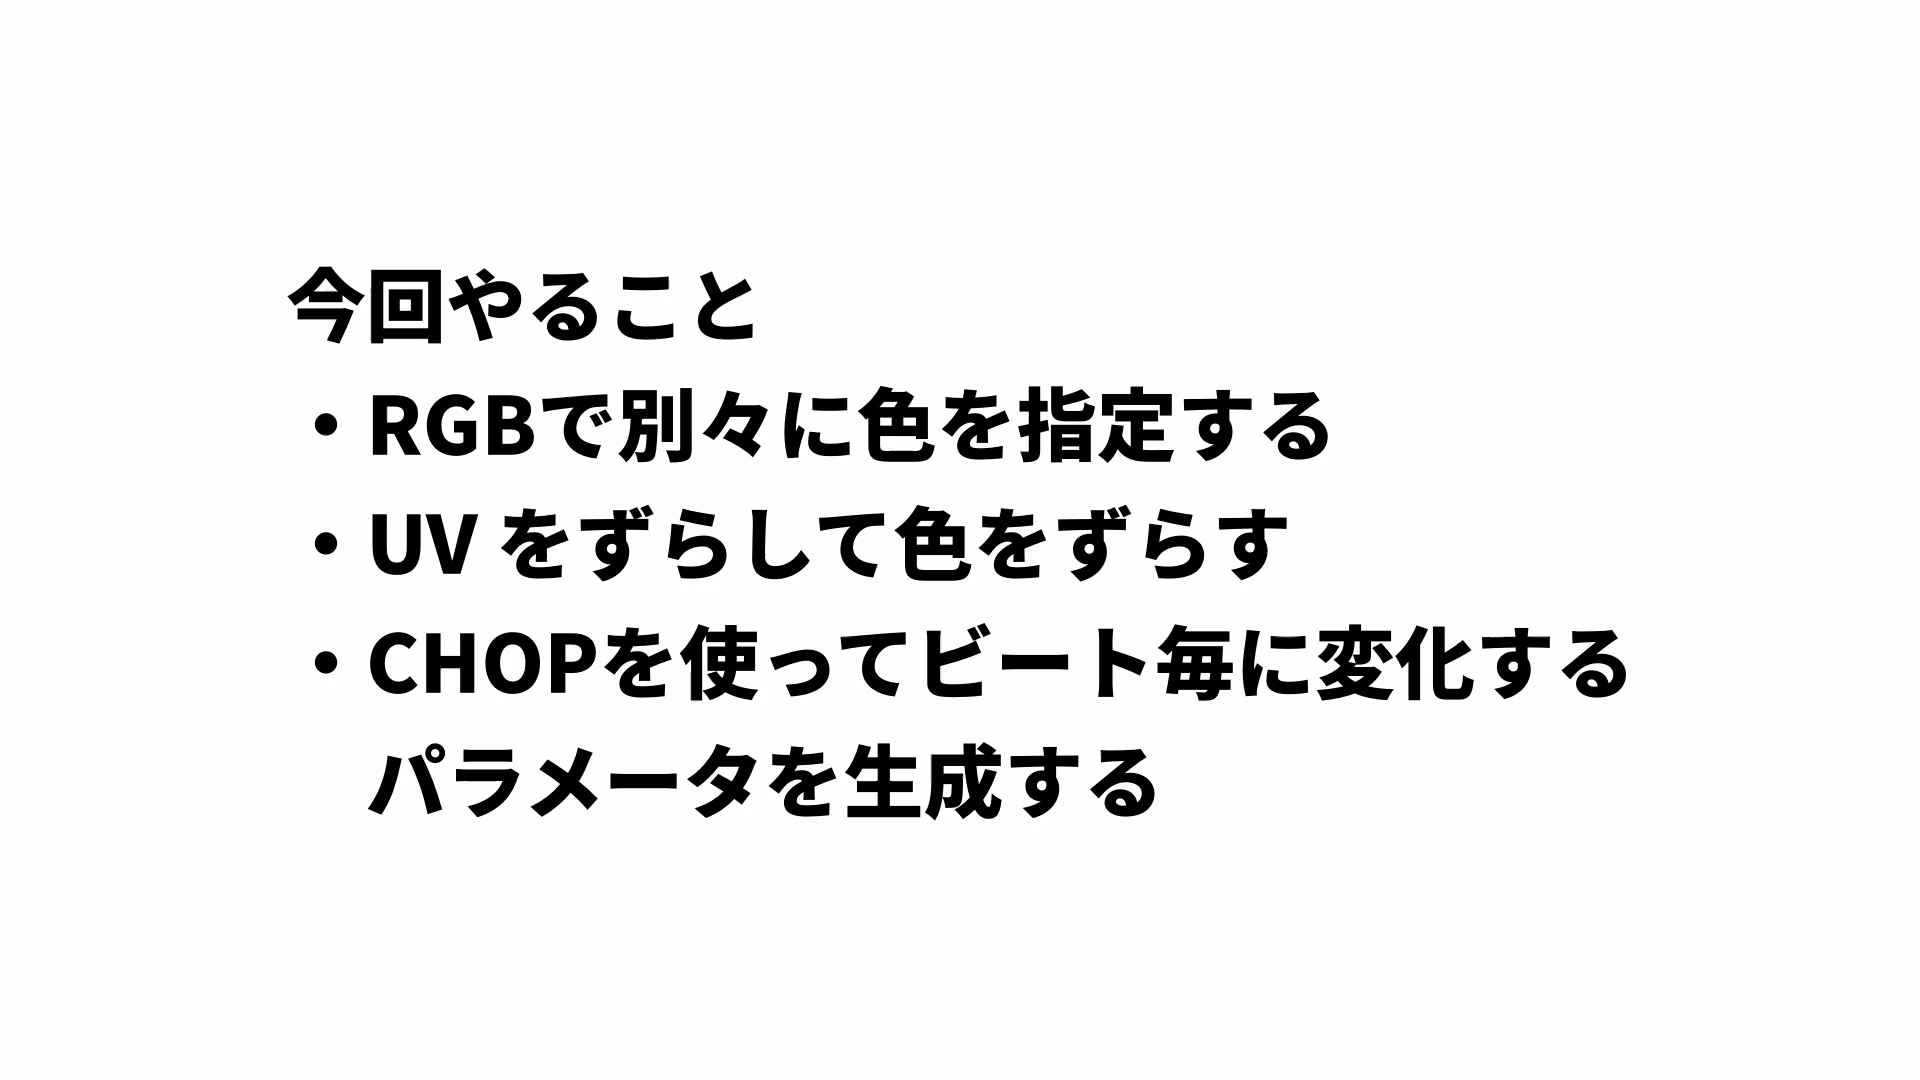 今回やること
・RGBで別々に色を指定する
・UV をずらして色をずらす
・CHOPを使ってビート毎に変化する
パラメータを生成する